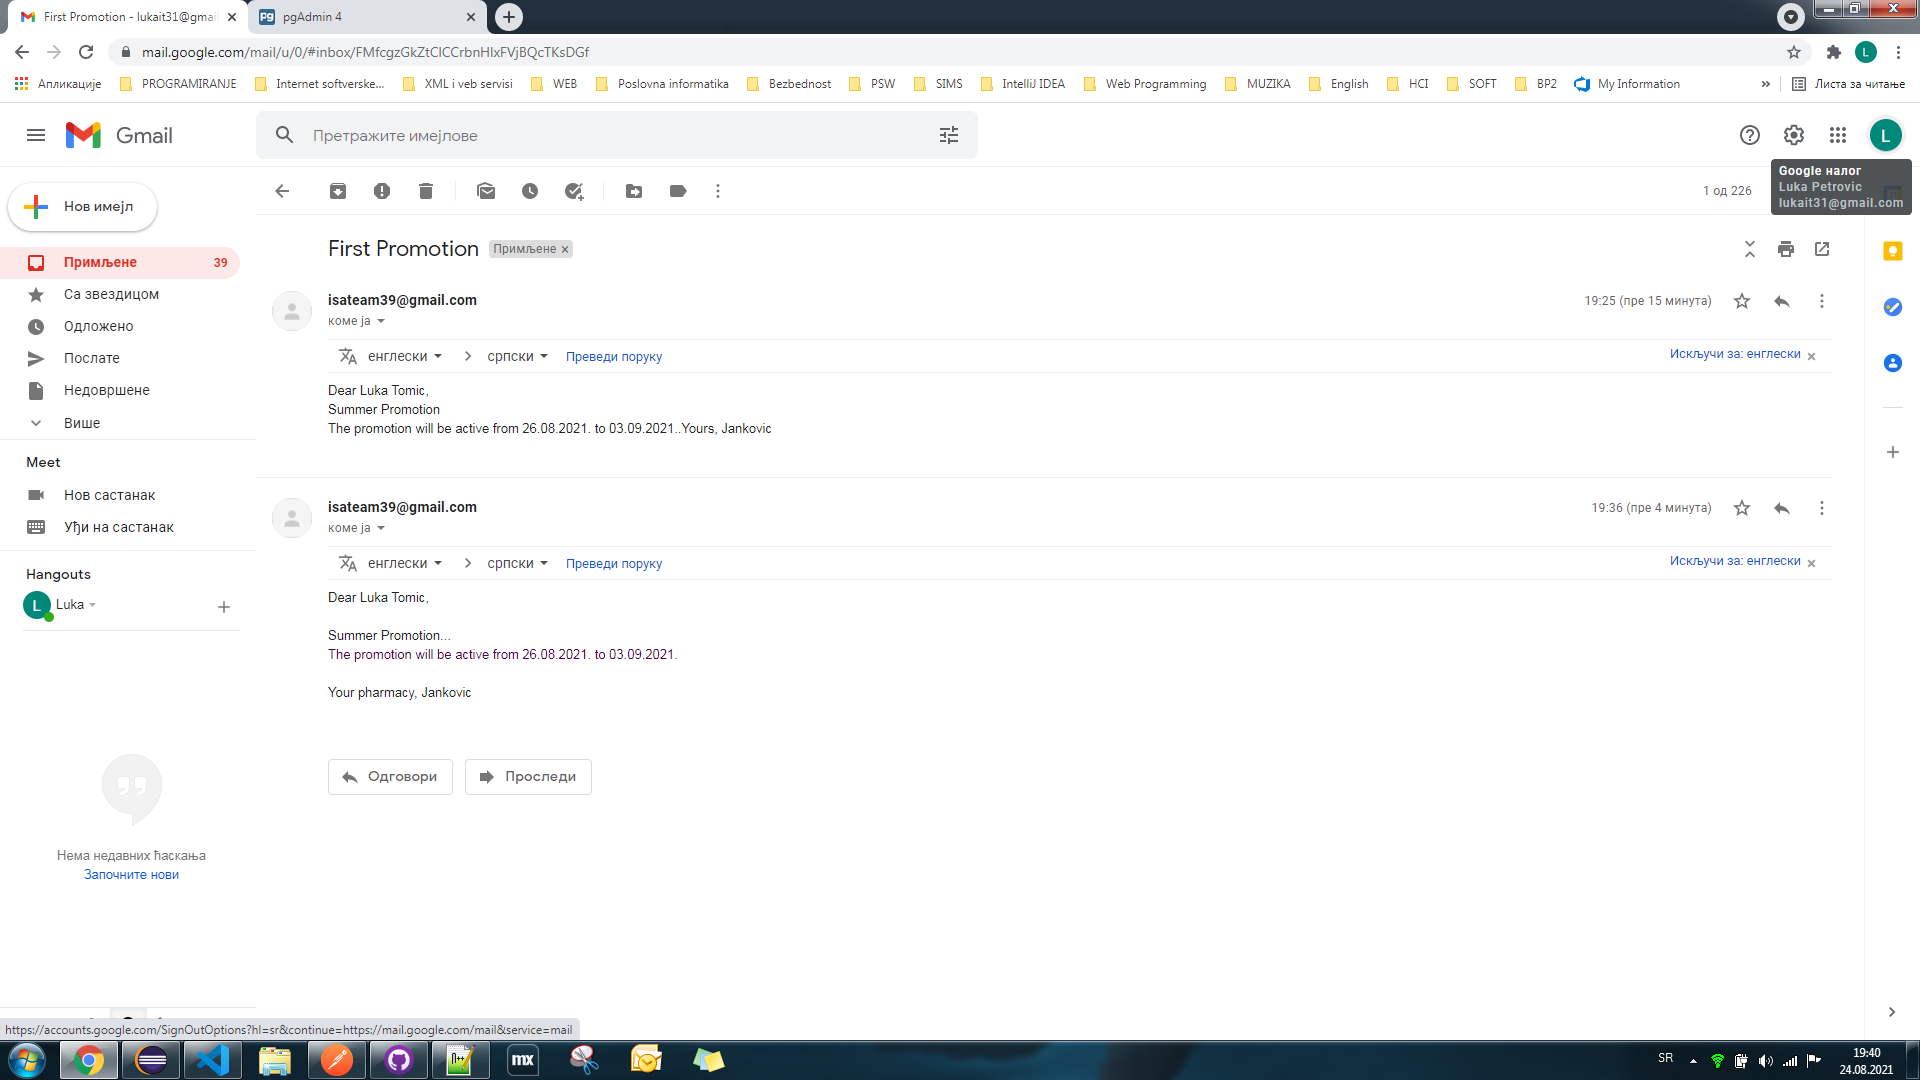 First Promotion - lukait31@gmai
pgAdmin 4
mail.google.com/mail/u/0/#inbox/FMfcgzGkZtClCCrbnHlxFVjBQcTKsDGf
L
Апликације
PROGRAMIRANJE
Internet softverske...
XML i veb servisi
WEB
Poslovna informatika
Bezbednost
PSW
SIMS
IntelliJ IDEA
Web Programming
MUZIKA
English
HCI
SOFT
BP2
My Information
»
Листа за читање
Gmail
Претражите имејлове
L
Google налог
Luka Petrovic
lukait31@gmail.com
Нов имејл
1 од 226
Примљене 39
Са звездицом
Одложено
Послате
Недовршене
Више
Meet
Нов састанак
Уђи на састанак
Hangouts
L Luka
Нема недавних ћаскања
Започните нови
First Promotion Примљене
isateam39@gmail.com 19:25 (пре 15 минута)
коме ја
енглески > српски Преведи поруку Искључи за: енглески
Dear Luka Tomic,
Summer Promotion
The promotion will be active from 26.08.2021. to 03.09.2021..Yours, Jankovic
isateam39@gmail.com 19:36 (пре 4 минута)
коме ја
енглески > српски Преведи поруку Искључи за: енглески
Dear Luka Tomic,
Summer Promotion...
The promotion will be active from 26.08.2021. to 03.09.2021.
Your pharmacy, Jankovic
Одговори
Проследи
https://accounts.google.com/SignOutOptions?hl=sr&continue=https://mail.google.com/mail&service=mail
mx
SR
19:40
24.08.2021